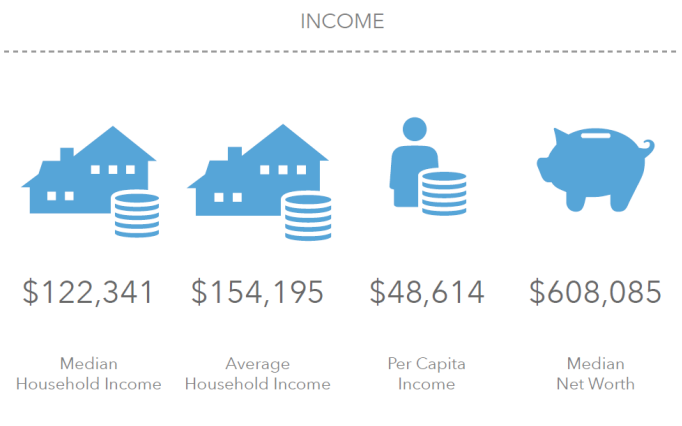 INCOME
$122,341
$154,195
$48,614
$608,085
Median
Household Income
Average
Household Income
Per Capita
Income
Median
Net Worth